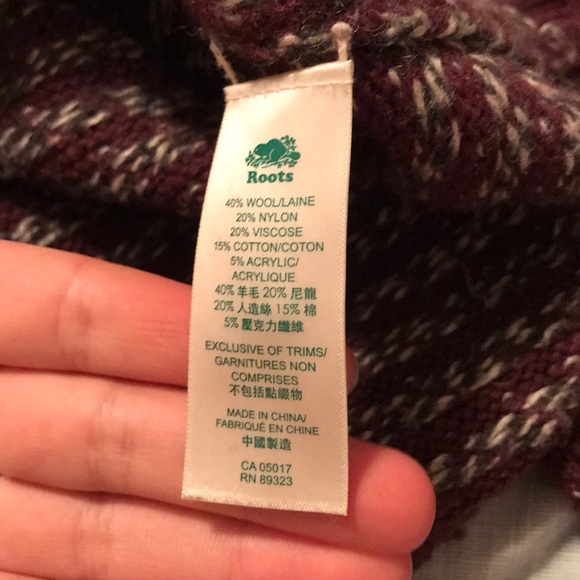 Roots
40% WOOL/LAINE
20% NYLON
20% VISCOSE
15% COTTON/COTON
5% ACRYLIC/
ACRYLIQUE
40% 羊毛 20% 尼龍
20% 人造絲 15% 棉
5% 壓克力纖維
EXCLUSIVE OF TRIMS/
GARNITURES NON
COMPRISES
不包括點綴物
MADE IN CHINA/
FABRIQUÉ EN CHINE
中國製造
CA 05017
RN 89323